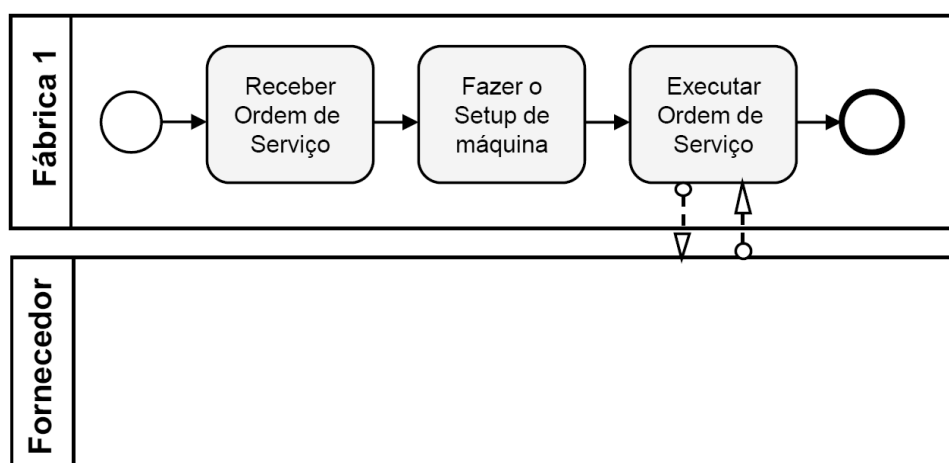 Fábrica 1
Receber
Ordem de
Serviço
Fazer o
Setup de
máquina
Executar
Ordem de
Serviço
Fornecedor